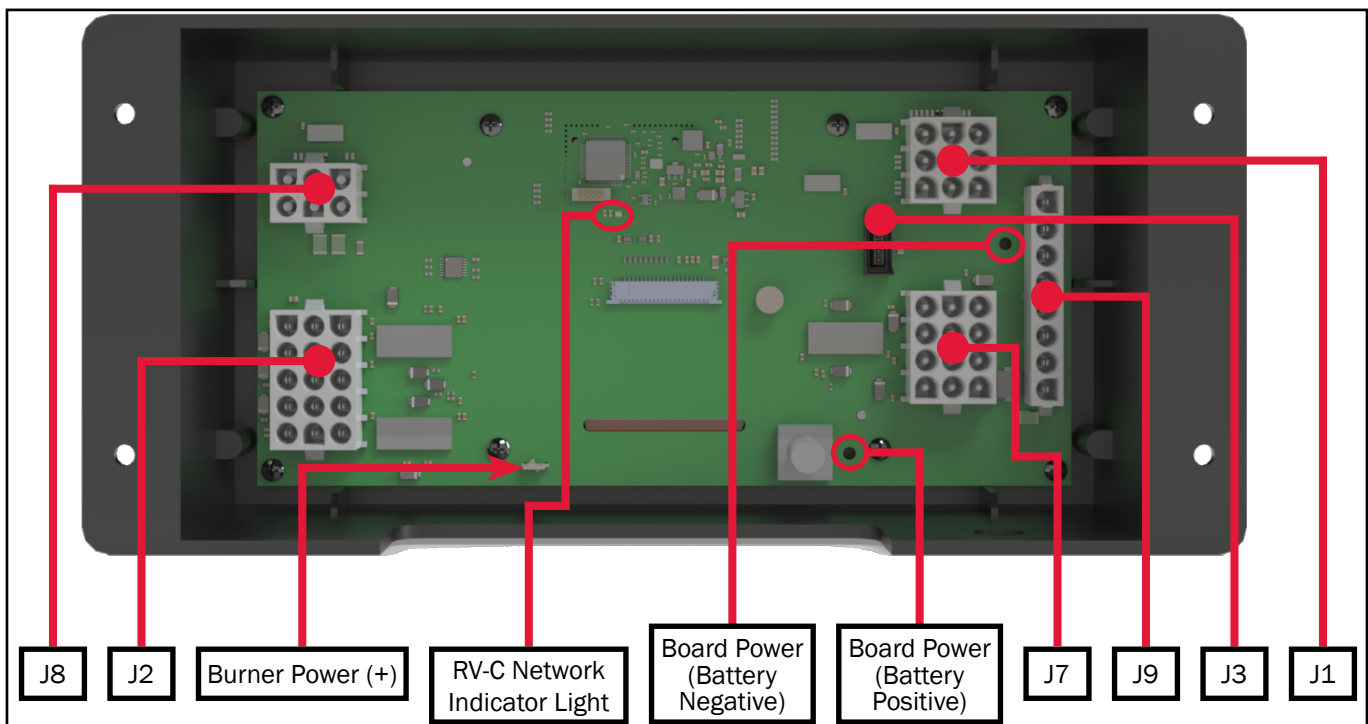 J8
J2
Burner Power (+)
RV-C Network
Indicator Light
Board Power
(Battery
Negative)
Board Power
(Battery
Positive)
J7
J9
J3
J1